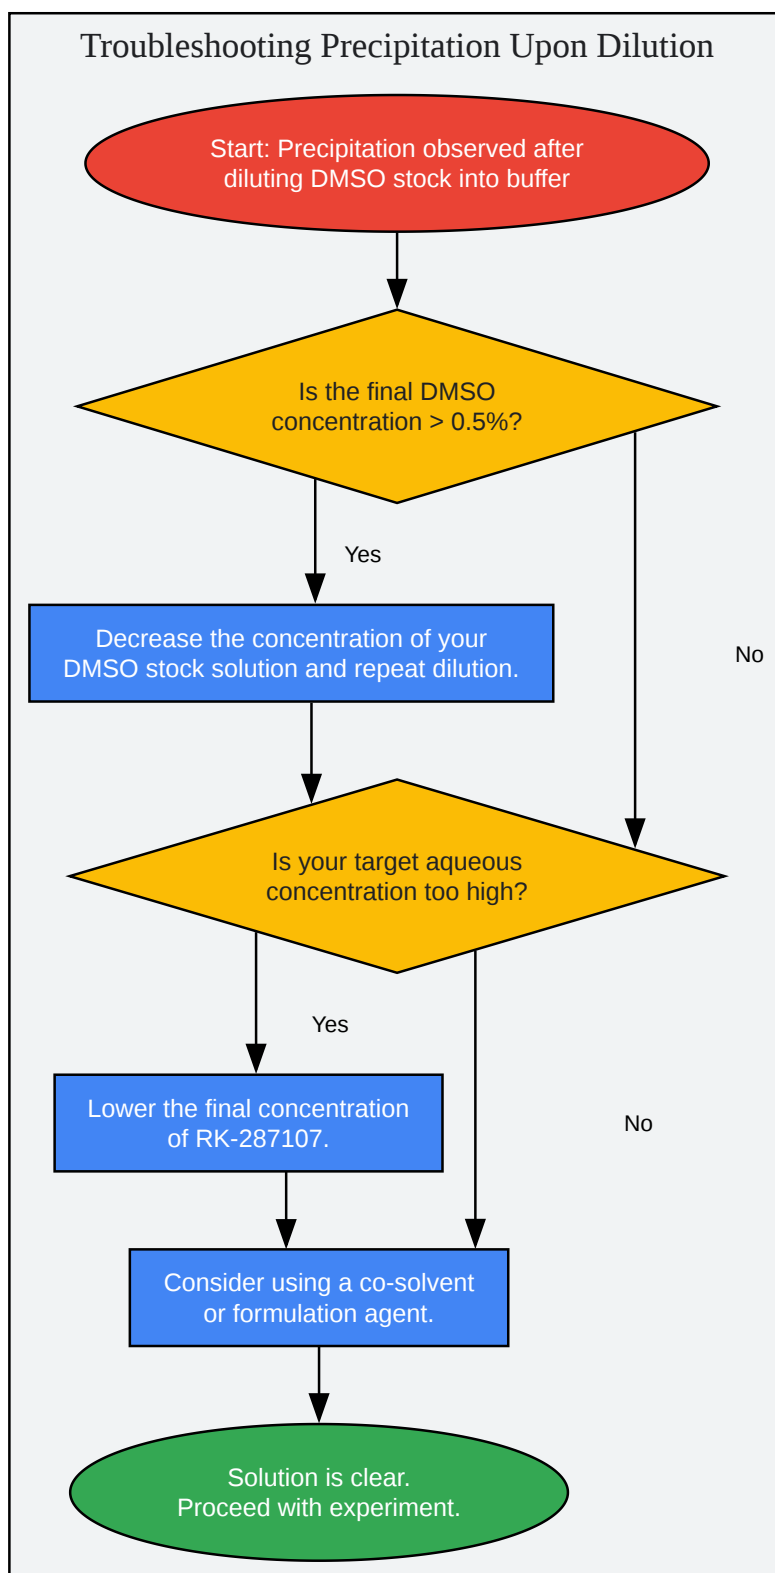 Troubleshooting Precipitation Upon Dilution
Start: Precipitation observed after
diluting DMSO stock into buffer
Is the final DMSO
concentration > 0.5%?
Yes
Decrease the concentration of your
DMSO stock solution and repeat dilution.
No
Is your target aqueous
concentration too high?
Yes
Lower the final concentration
of RK-287107.
No
Consider using a co-solvent
or formulation agent.
Solution is clear.
Proceed with experiment.